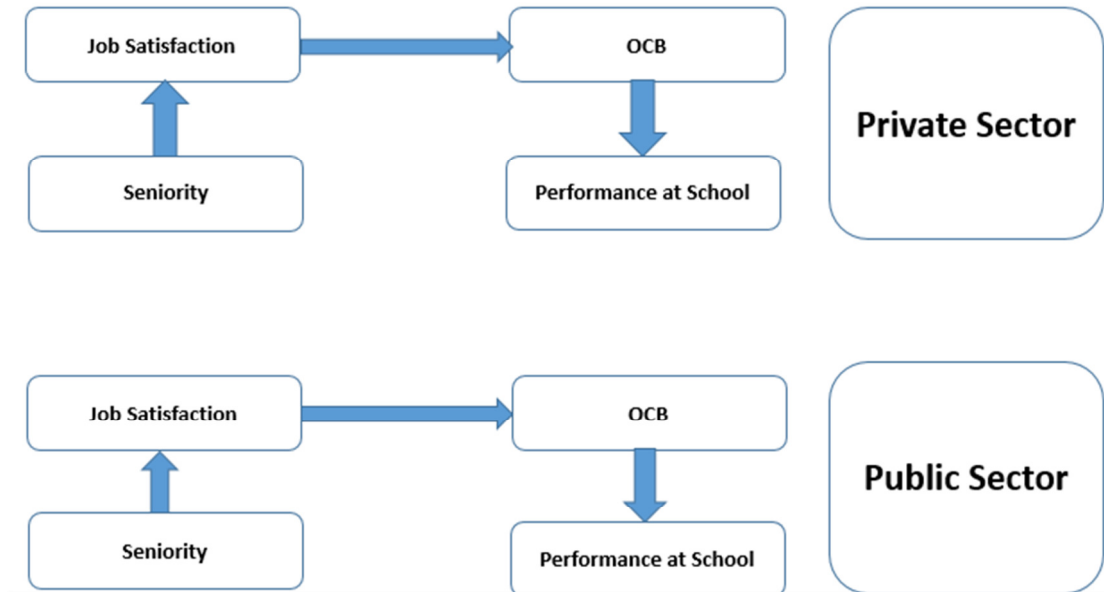 Job Satisfaction
OCB
Private Sector
Seniority
Performance at School
Job Satisfaction
OCB
Public Sector
Seniority
Performance at School